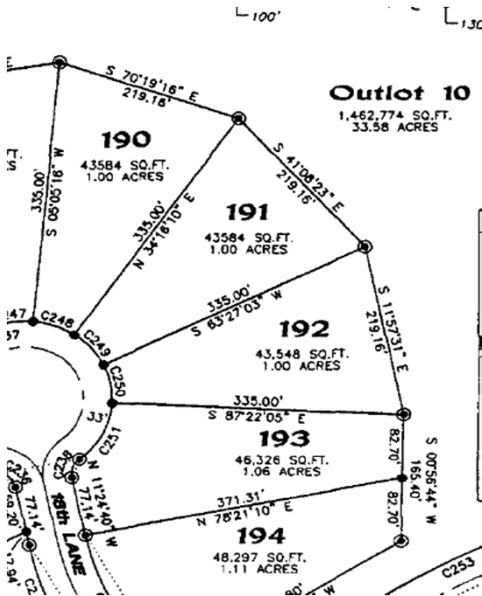 100'
130
S 70°19'16" E
219.16'
Outlot 10
1,462,774 SQ.FT.
33.58 ACRES
190
43584 SQ.FT.
1.00 ACRES
335.00'
S 05°05'16" W
335.00'
N 34°18'10" E
S 41°08'23" E
219.16'
191
43584 SQ.FT.
1.00 ACRES
335.00'
S 63°27'03" W
S 11°57'31" E
219.16'
192
43,548 SQ.FT.
1.00 ACRES
C248
C249
C250
335.00'
S 87°22'05" E
33'
C251
193
46,326 SQ.FT.
1.06 ACRES
82.70'
S 00°56'44" W
165.40'
82.70'
C238
N 11°24'40" W
77.14'
371.31'
N 78°21'10" E
18th LANE
77.14'
194
48,297 SQ.FT.
1.11 ACRES
C253